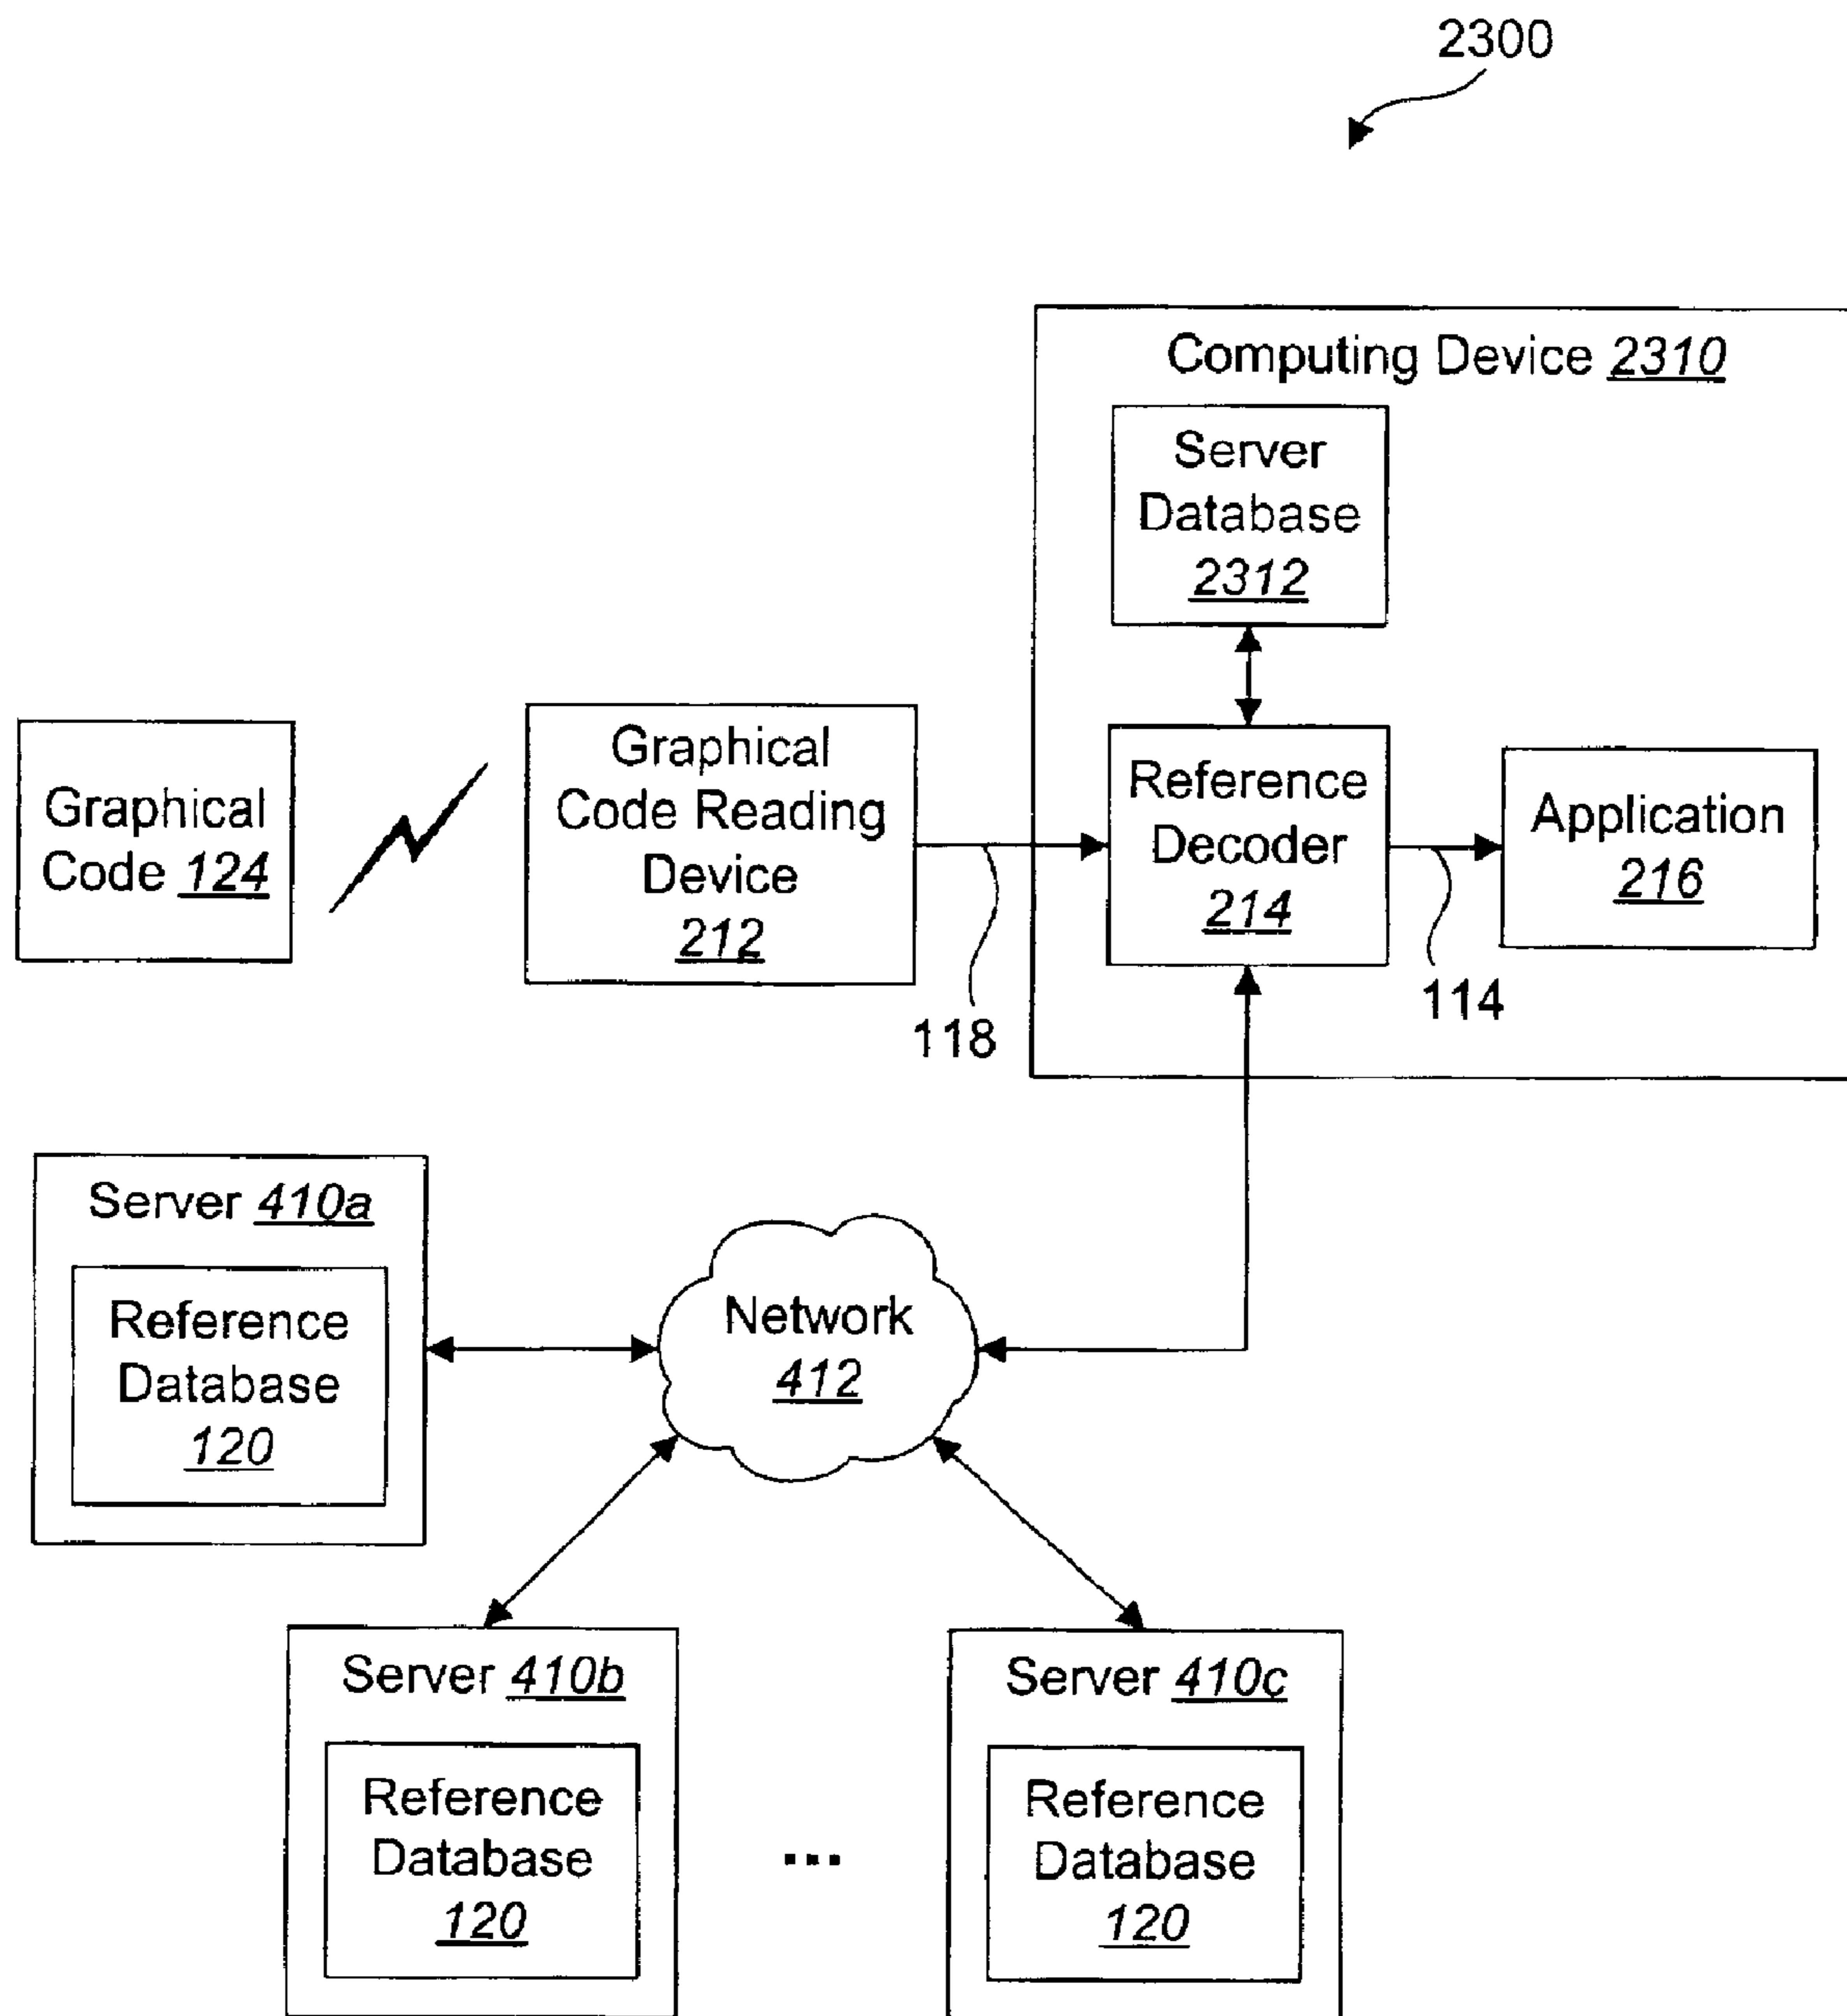 2300
Computing Device 2310
Server
Database
2312
Graphical
Code 124
Graphical
Code Reading
Device
212
118
Reference
Decoder
214
114
Application
216
Server 410a
Reference
Database
120
Network
412
Server 410b
Reference
Database
120
...
Server 410c
Reference
Database
120